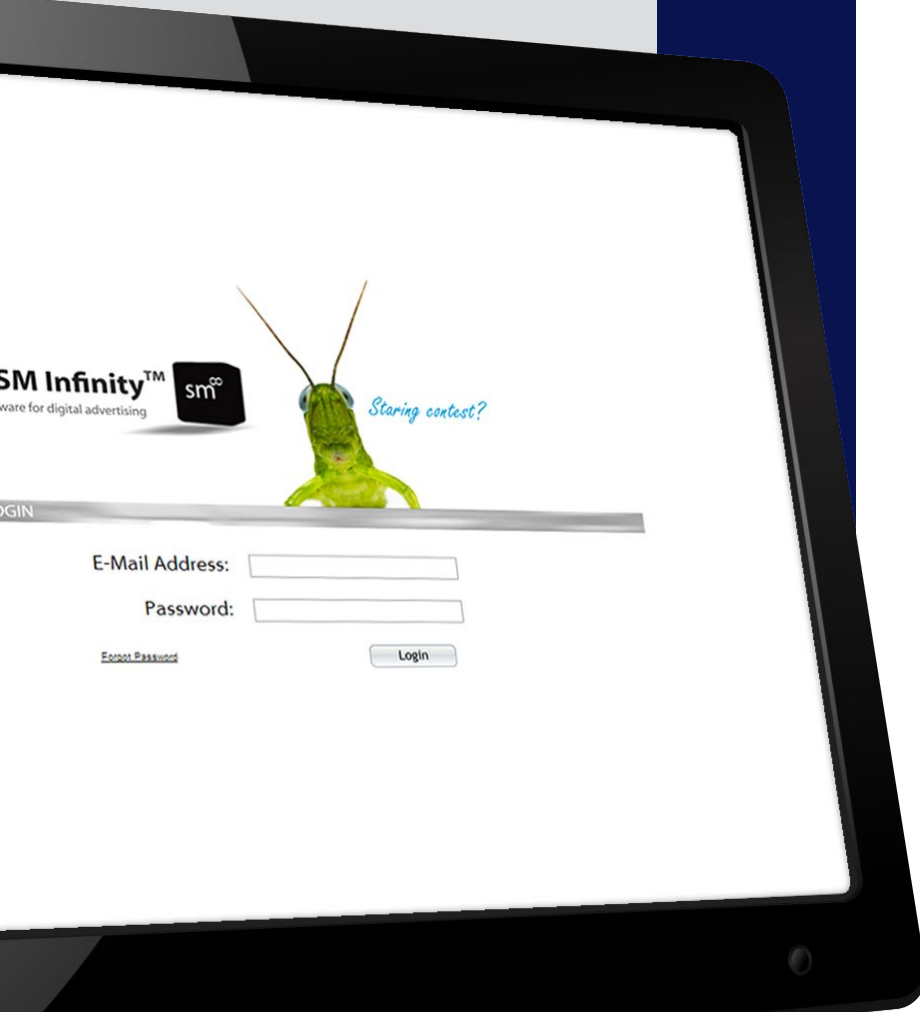 SM Infinity™
sm∞
ware for digital advertising
Staring contest?
OGIN
E-Mail Address:
Password:
Forgot Password
Login